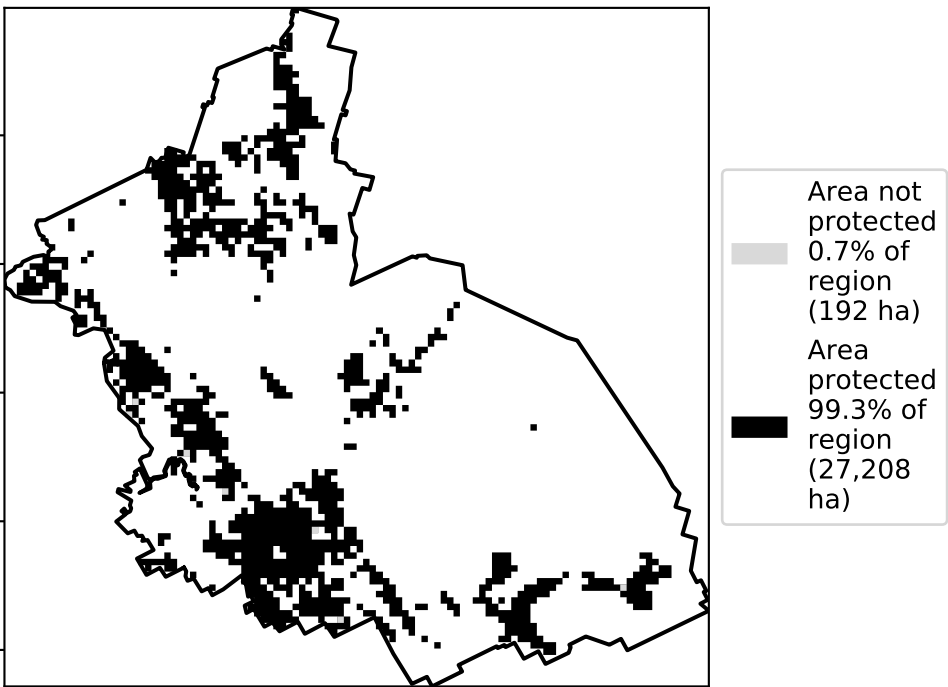 Area not
protected
0.7% of
region
(192 ha)
Area
protected
99.3% of
region
(27,208
ha)